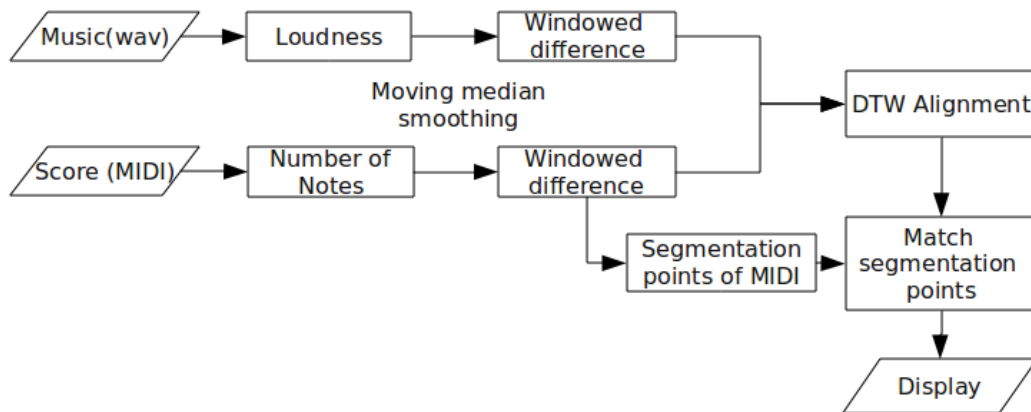 Music(wav)
Loudness
Windowed
difference
Moving median
smoothing
DTW Alignment
Score (MIDI)
Number of
Notes
Windowed
difference
Segmentation
points of MIDI
Match
segmentation
points
Display